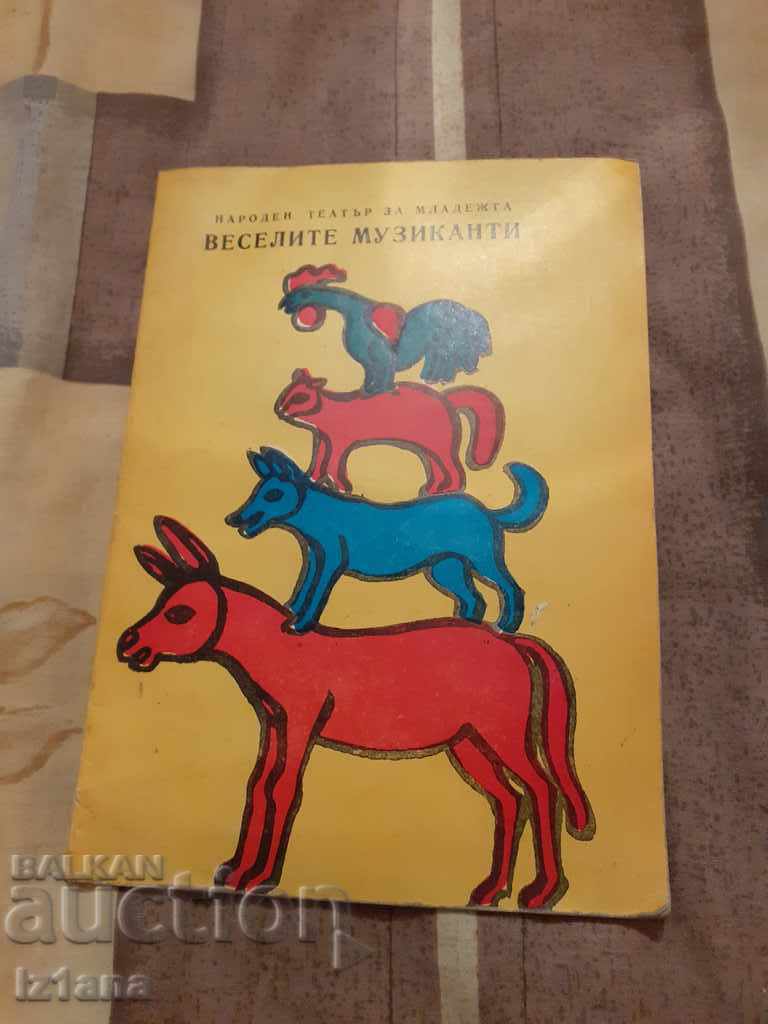 НАРОДЕН ТЕАТЪР ЗА МЛАДЕЖТА
ВЕСЕЛИТЕ МУЗИКАНТИ
BALKAN
auction
iz1ana